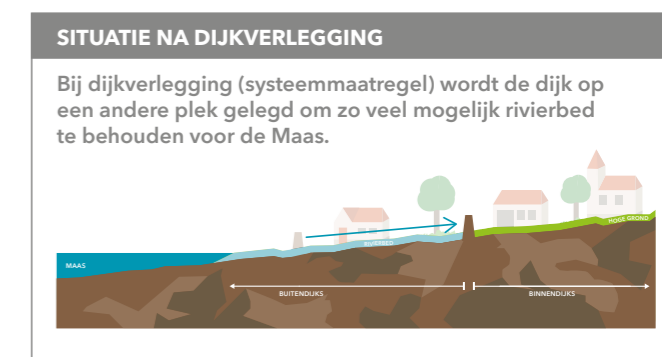 SITUATIE NA DIJKVERLEGGING
Bij dijkverlegging (systeemmaatregel) wordt de dijk op
een andere plek gelegd om zo veel mogelijk rivierbed
te behouden voor de Maas.
HOGE GROND
RIVIERBED
MAAS
BUITENDIJKS
BINNENDIJKS